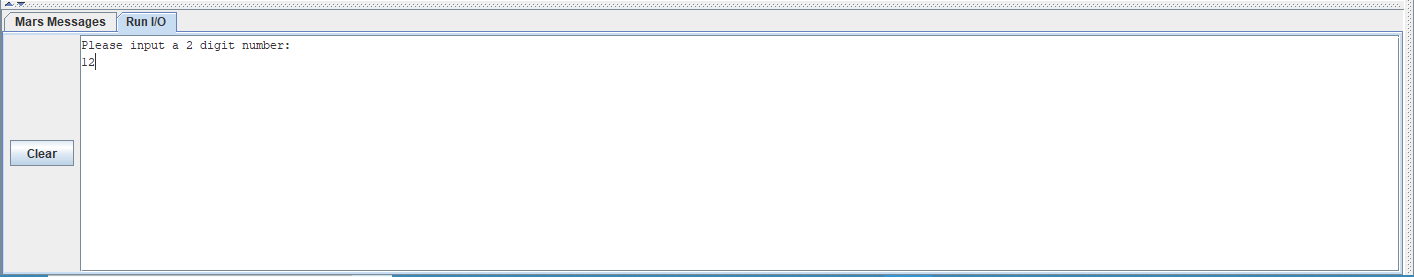 Mars Messages Run I/O
Please input a 2 digit number:
12
Clear